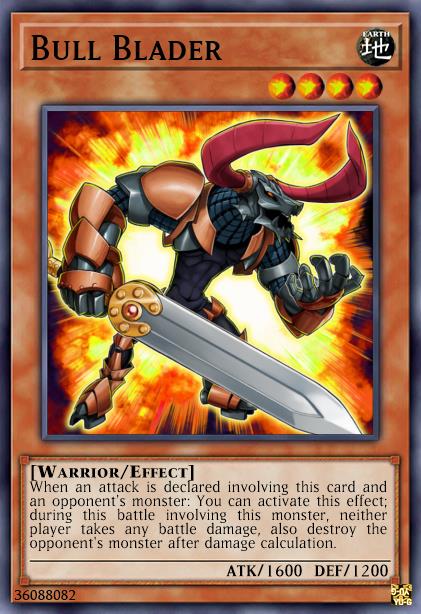 BULL BLADER
EARTH
地
[WARRIOR/EFFECT]
When an attack is declared involving this card and
an opponent's monster: You can activate this effect;
during this battle involving this monster, neither
player takes any battle damage, also destroy the
opponent's monster after damage calculation.
ATK/1600 DEF/1200
36088082